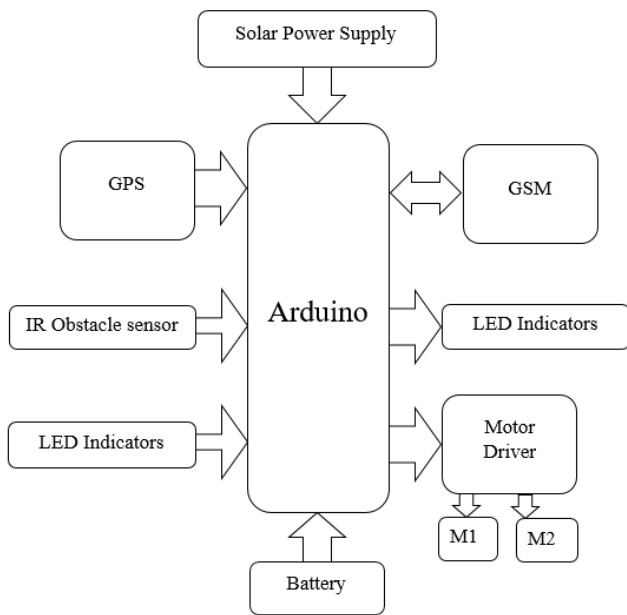 Solar Power Supply
GPS
GSM
Arduino
IR Obstacle sensor
LED Indicators
LED Indicators
Motor
Driver
M1
M2
Battery